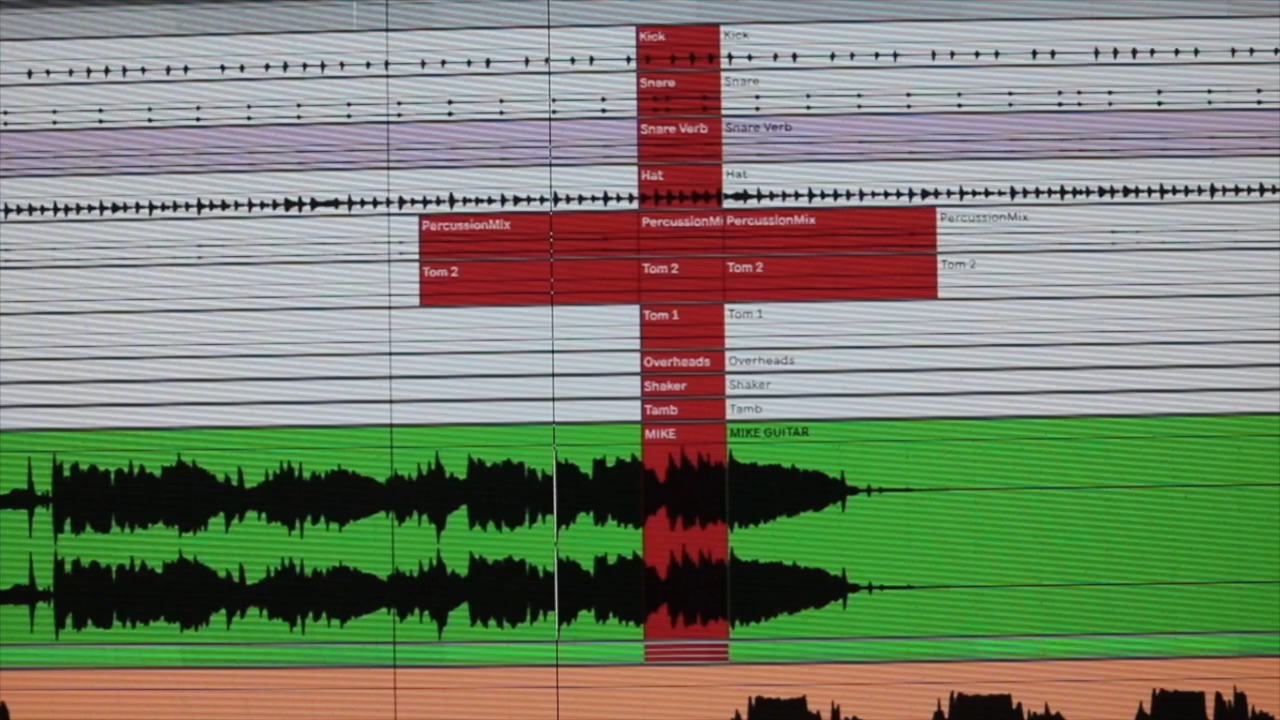 Kick Kick
Snare Snare
Snare Verb Snare Verb
Hat Hat
PercussionMix PercussionMi PercussionMix PercussionMix
Tom 2 Tom 2 Tom 2 Tom 2
Tom 1 Tom 1
Overheads Overheads
Shaker Shaker
Tamb Tamb
MIKE MIKE GUITAR